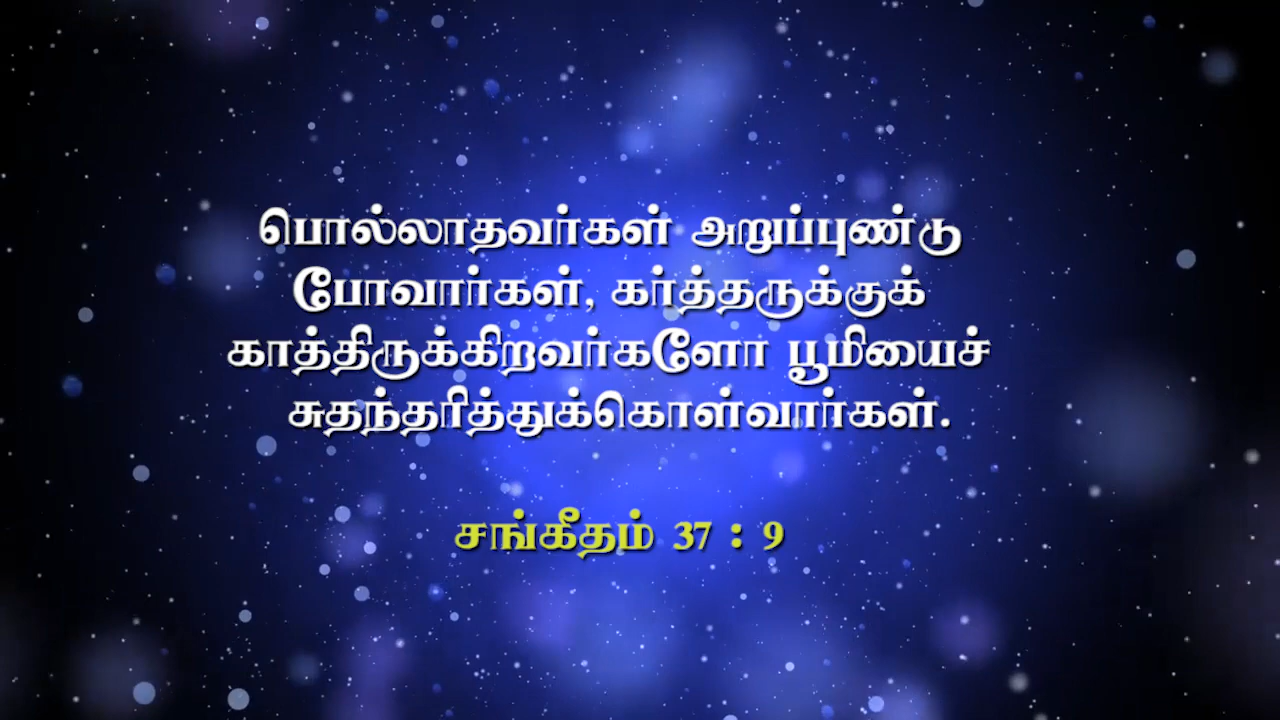 பொல்லாதவர்கள் அறுப்புண்டு
போவார்கள், கர்த்தருக்குக்
காத்திருக்கிறவர்களோ பூமியைச்
சுதந்தரித்துக்கொள்வார்கள்.
சங்கீதம் 37 : 9